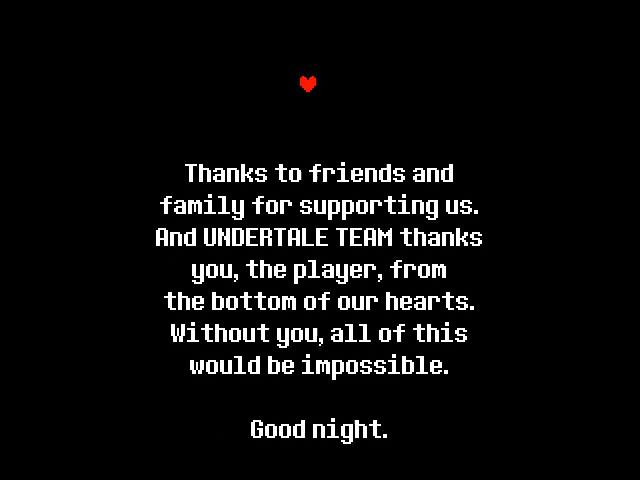 Thanks to friends and
family for supporting us.
And UNDERTALE TEAM thanks
you, the player, from
the bottom of our hearts.
Without you, all of this
would be impossible.
Good night.